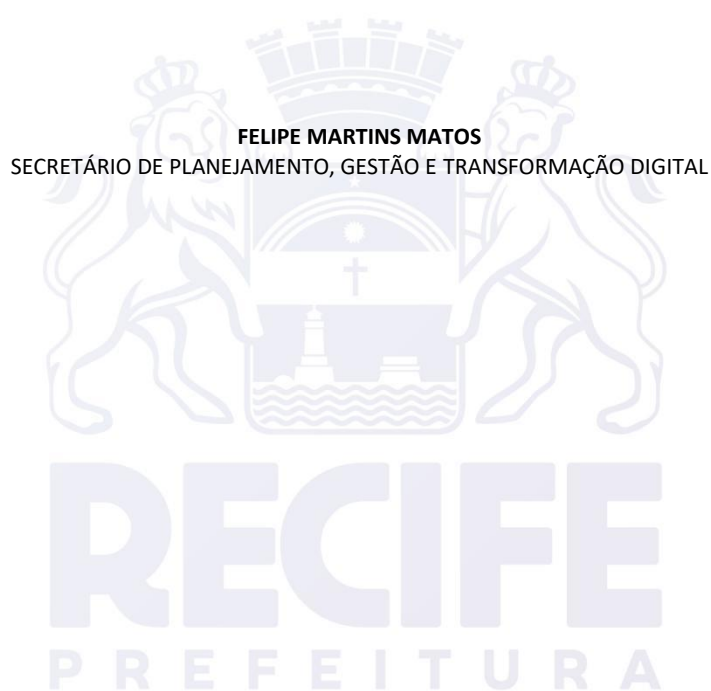 FELIPE MARTINS MATOS
SECRETÁRIO DE PLANEJAMENTO, GESTÃO E TRANSFORMAÇÃO DIGITAL
RECIFE
PREFEITURA